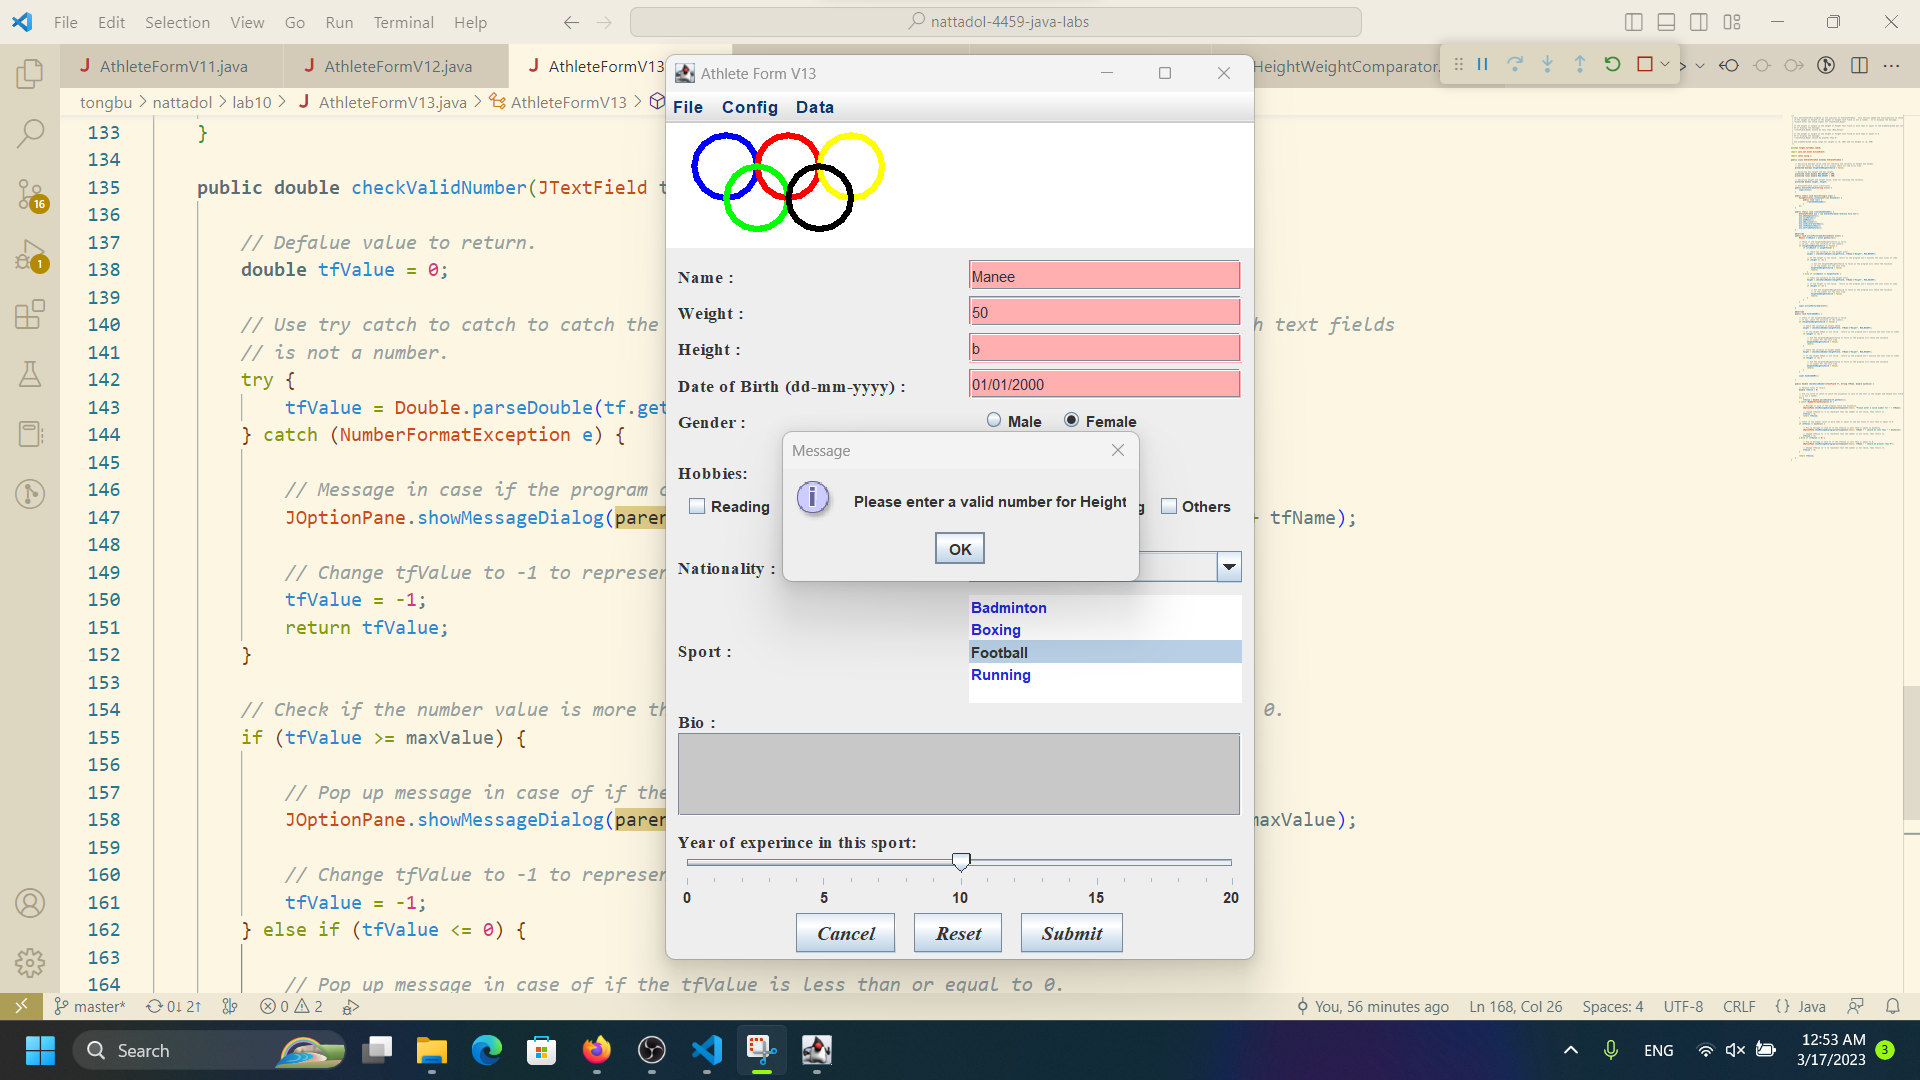 File Edit Selection View Go Run Terminal Help
nattadol-4459-java-labs
AthleteFormV11.java
AthleteFormV12.java
AthleteFormV13
HeightWeightComparator.
tongbu > nattadol > lab10 > AthleteFormV13.java > AthleteFormV13 >
133 }
134
135 public double checkValidNumber(JTextField t
136
137 // Defalue value to return.
138 double tfValue = 0;
139
140 // Use try catch to catch to catch the h text fields
141 // is not a number.
142 try {
143 tfValue = Double.parseDouble(tf.get
144 } catch (NumberFormatException e) {
145
146 // Message in case if the program c
147 JOptionPane.showMessageDialog(paren + tfName);
148
149 // Change tfValue to -1 to represen
150 tfValue = -1;
151 return tfValue;
152 }
153
154 // Check if the number value is more th 0.
155 if (tfValue >= maxValue) {
156
157 // Pop up message in case of if the
158 JOptionPane.showMessageDialog(paren maxValue);
159
160 // Change tfValue to -1 to represen
161 tfValue = -1;
162 } else if (tfValue <= 0) {
163
164 // Pop up message in case of if the tfValue is less than or equal to 0.
Athlete Form V13
File Config Data
Name : Manee
Weight : 50
Height : b
Date of Birth (dd-mm-yyyy) : 01/01/2000
Gender : Male Female
Hobbies:
Reading g Others
Nationality :
Message
Please enter a valid number for Height
OK
Sport :
Badminton
Boxing
Football
Running
Bio :
Year of experince in this sport:
0 5 10 15 20
Cancel Reset Submit
16
1
master* 0↓ 2↑ 0 2
You, 56 minutes ago Ln 168, Col 26 Spaces: 4 UTF-8 CRLF {} Java
Search
ENG
12:53 AM
3/17/2023
3